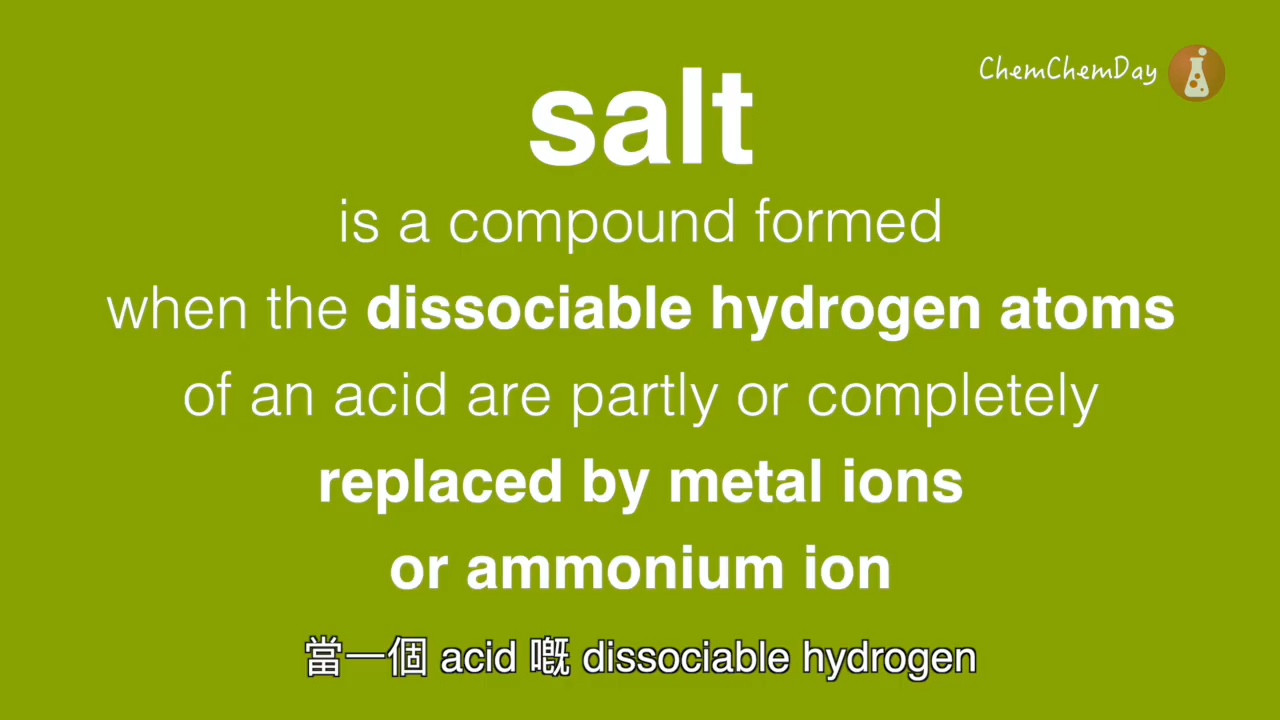 ChemChemDay
salt
is a compound formed
when the dissociable hydrogen atoms
of an acid are partly or completely
replaced by metal ions
or ammonium ion
當一個 acid 嘅 dissociable hydrogen